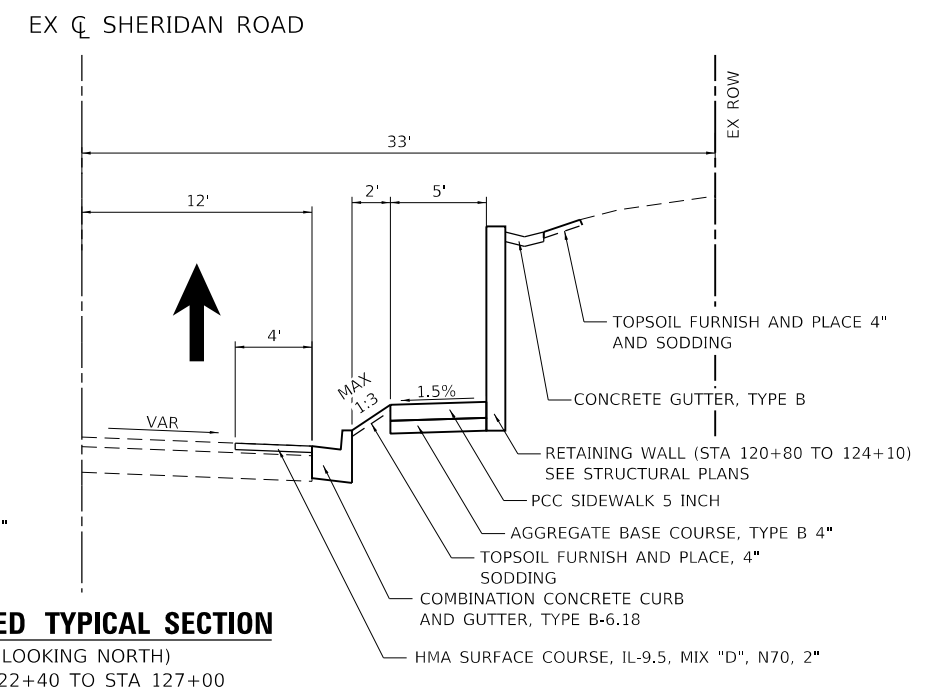 EX ℄ SHERIDAN ROAD
EX ROW
33'
12'
2'
5'
4'
MAX
1:3
1.5%
VAR
TOPSOIL FURNISH AND PLACE 4"
AND SODDING
CONCRETE GUTTER, TYPE B
RETAINING WALL (STA 120+80 TO 124+10)
SEE STRUCTURAL PLANS
PCC SIDEWALK 5 INCH
AGGREGATE BASE COURSE, TYPE B 4"
TOPSOIL FURNISH AND PLACE, 4"
SODDING
COMBINATION CONCRETE CURB
AND GUTTER, TYPE B-6.18
HMA SURFACE COURSE, IL-9.5, MIX "D", N70, 2"
"
ED TYPICAL SECTION
LOOKING NORTH)
22+40 TO STA 127+00